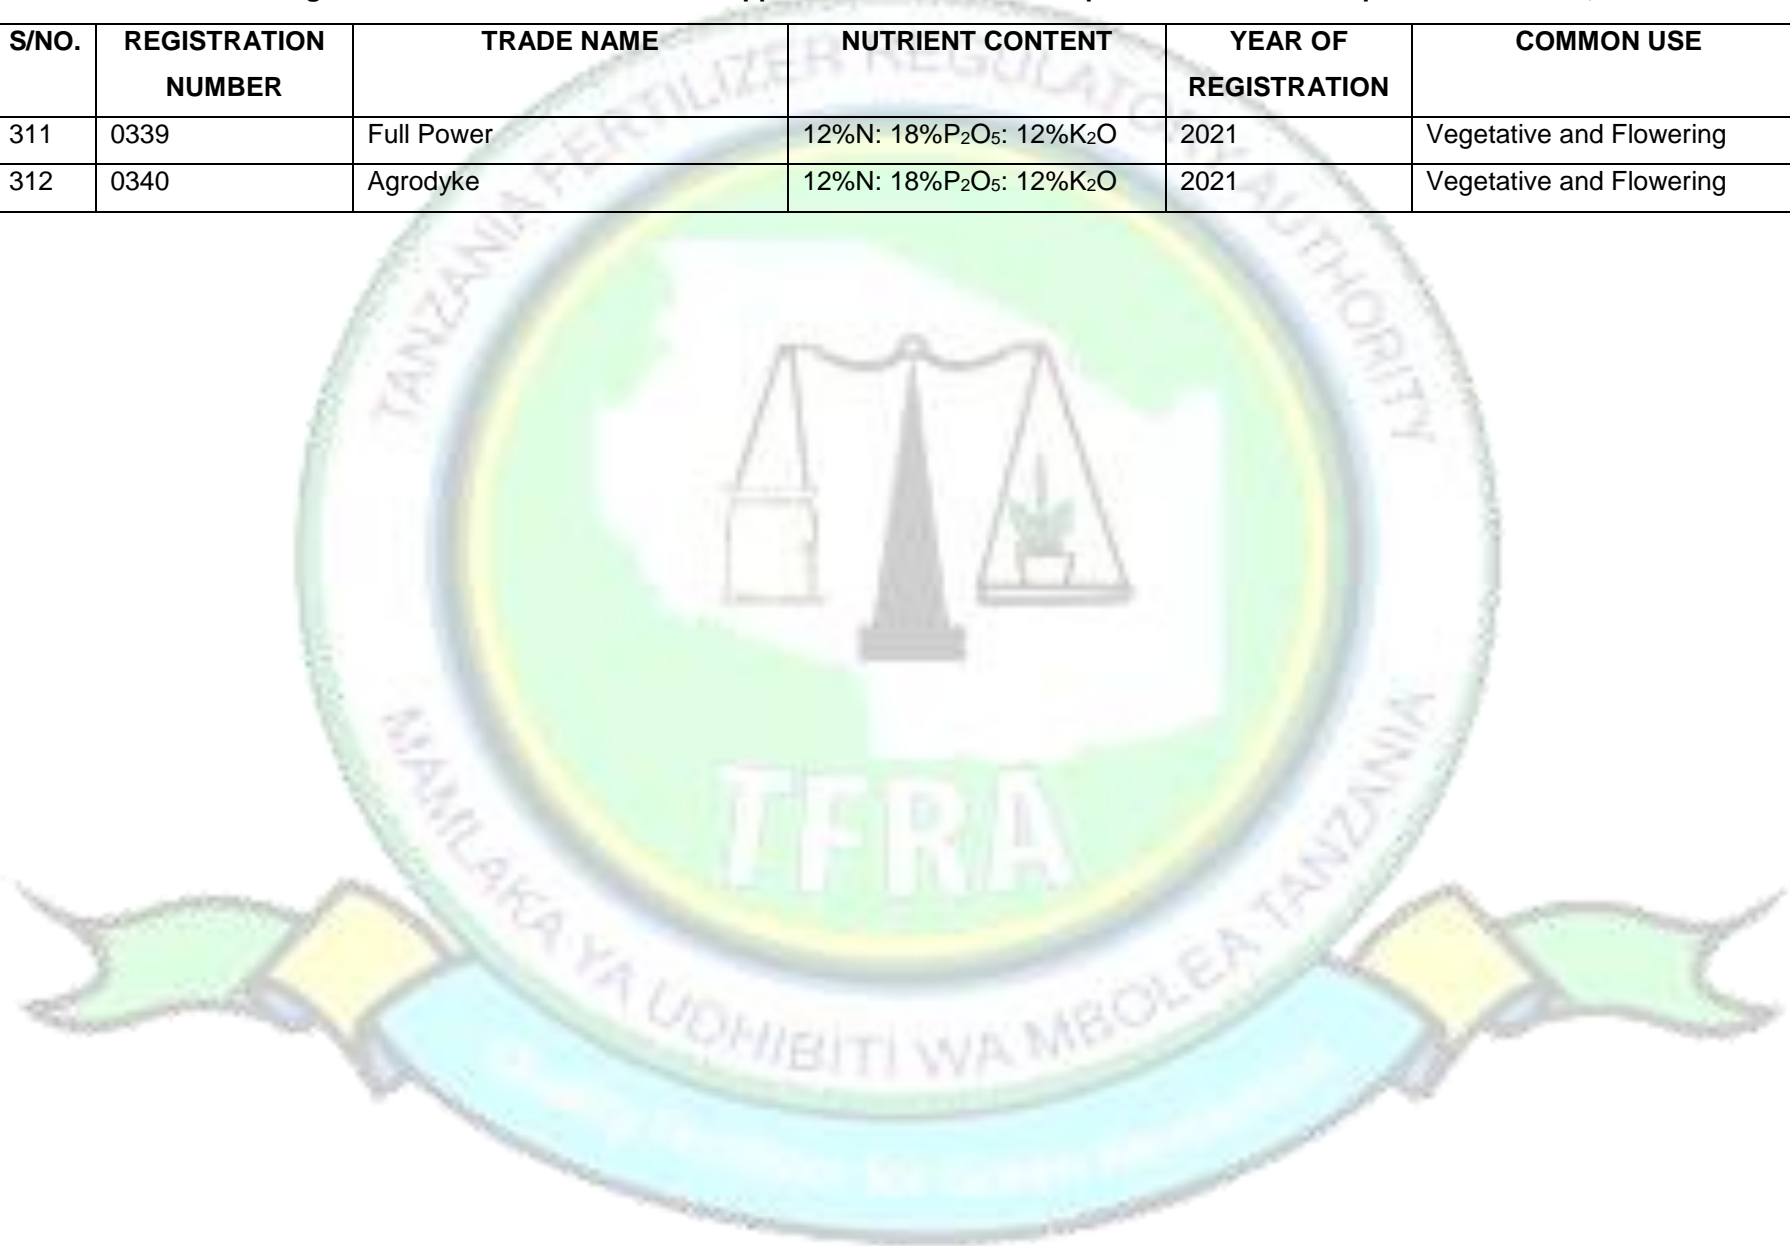 S/NO. REGISTRATION NUMBER TRADE NAME NUTRIENT CONTENT YEAR OF REGISTRATION COMMON USE
311 0339 Full Power 12%N: 18%P₂O₅: 12%K₂O 2021 Vegetative and Flowering
312 0340 Agrodyke 12%N: 18%P₂O₅: 12%K₂O 2021 Vegetative and Flowering
TANZANIA FERTILIZER REGULATORY AUTHORITY
TFRA
MAMLAKA YA UDHIBITI WA MBOLEA TANZANIA